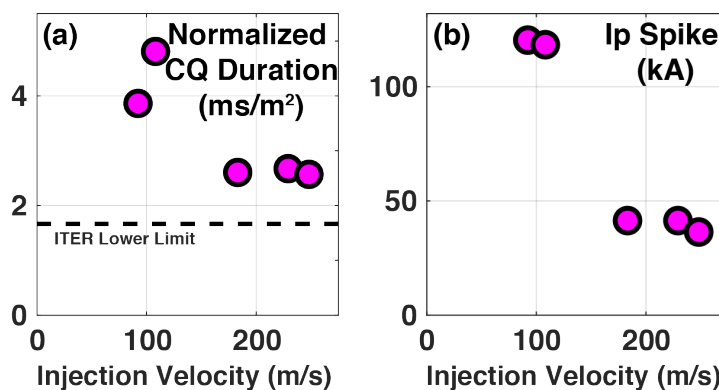 (a)
Normalized
CQ Duration
(ms/m²)
4
2
0
ITER Lower Limit
0 100 200
Injection Velocity (m/s)
(b)
Ip Spike
(kA)
100
50
0
0 100 200
Injection Velocity (m/s)